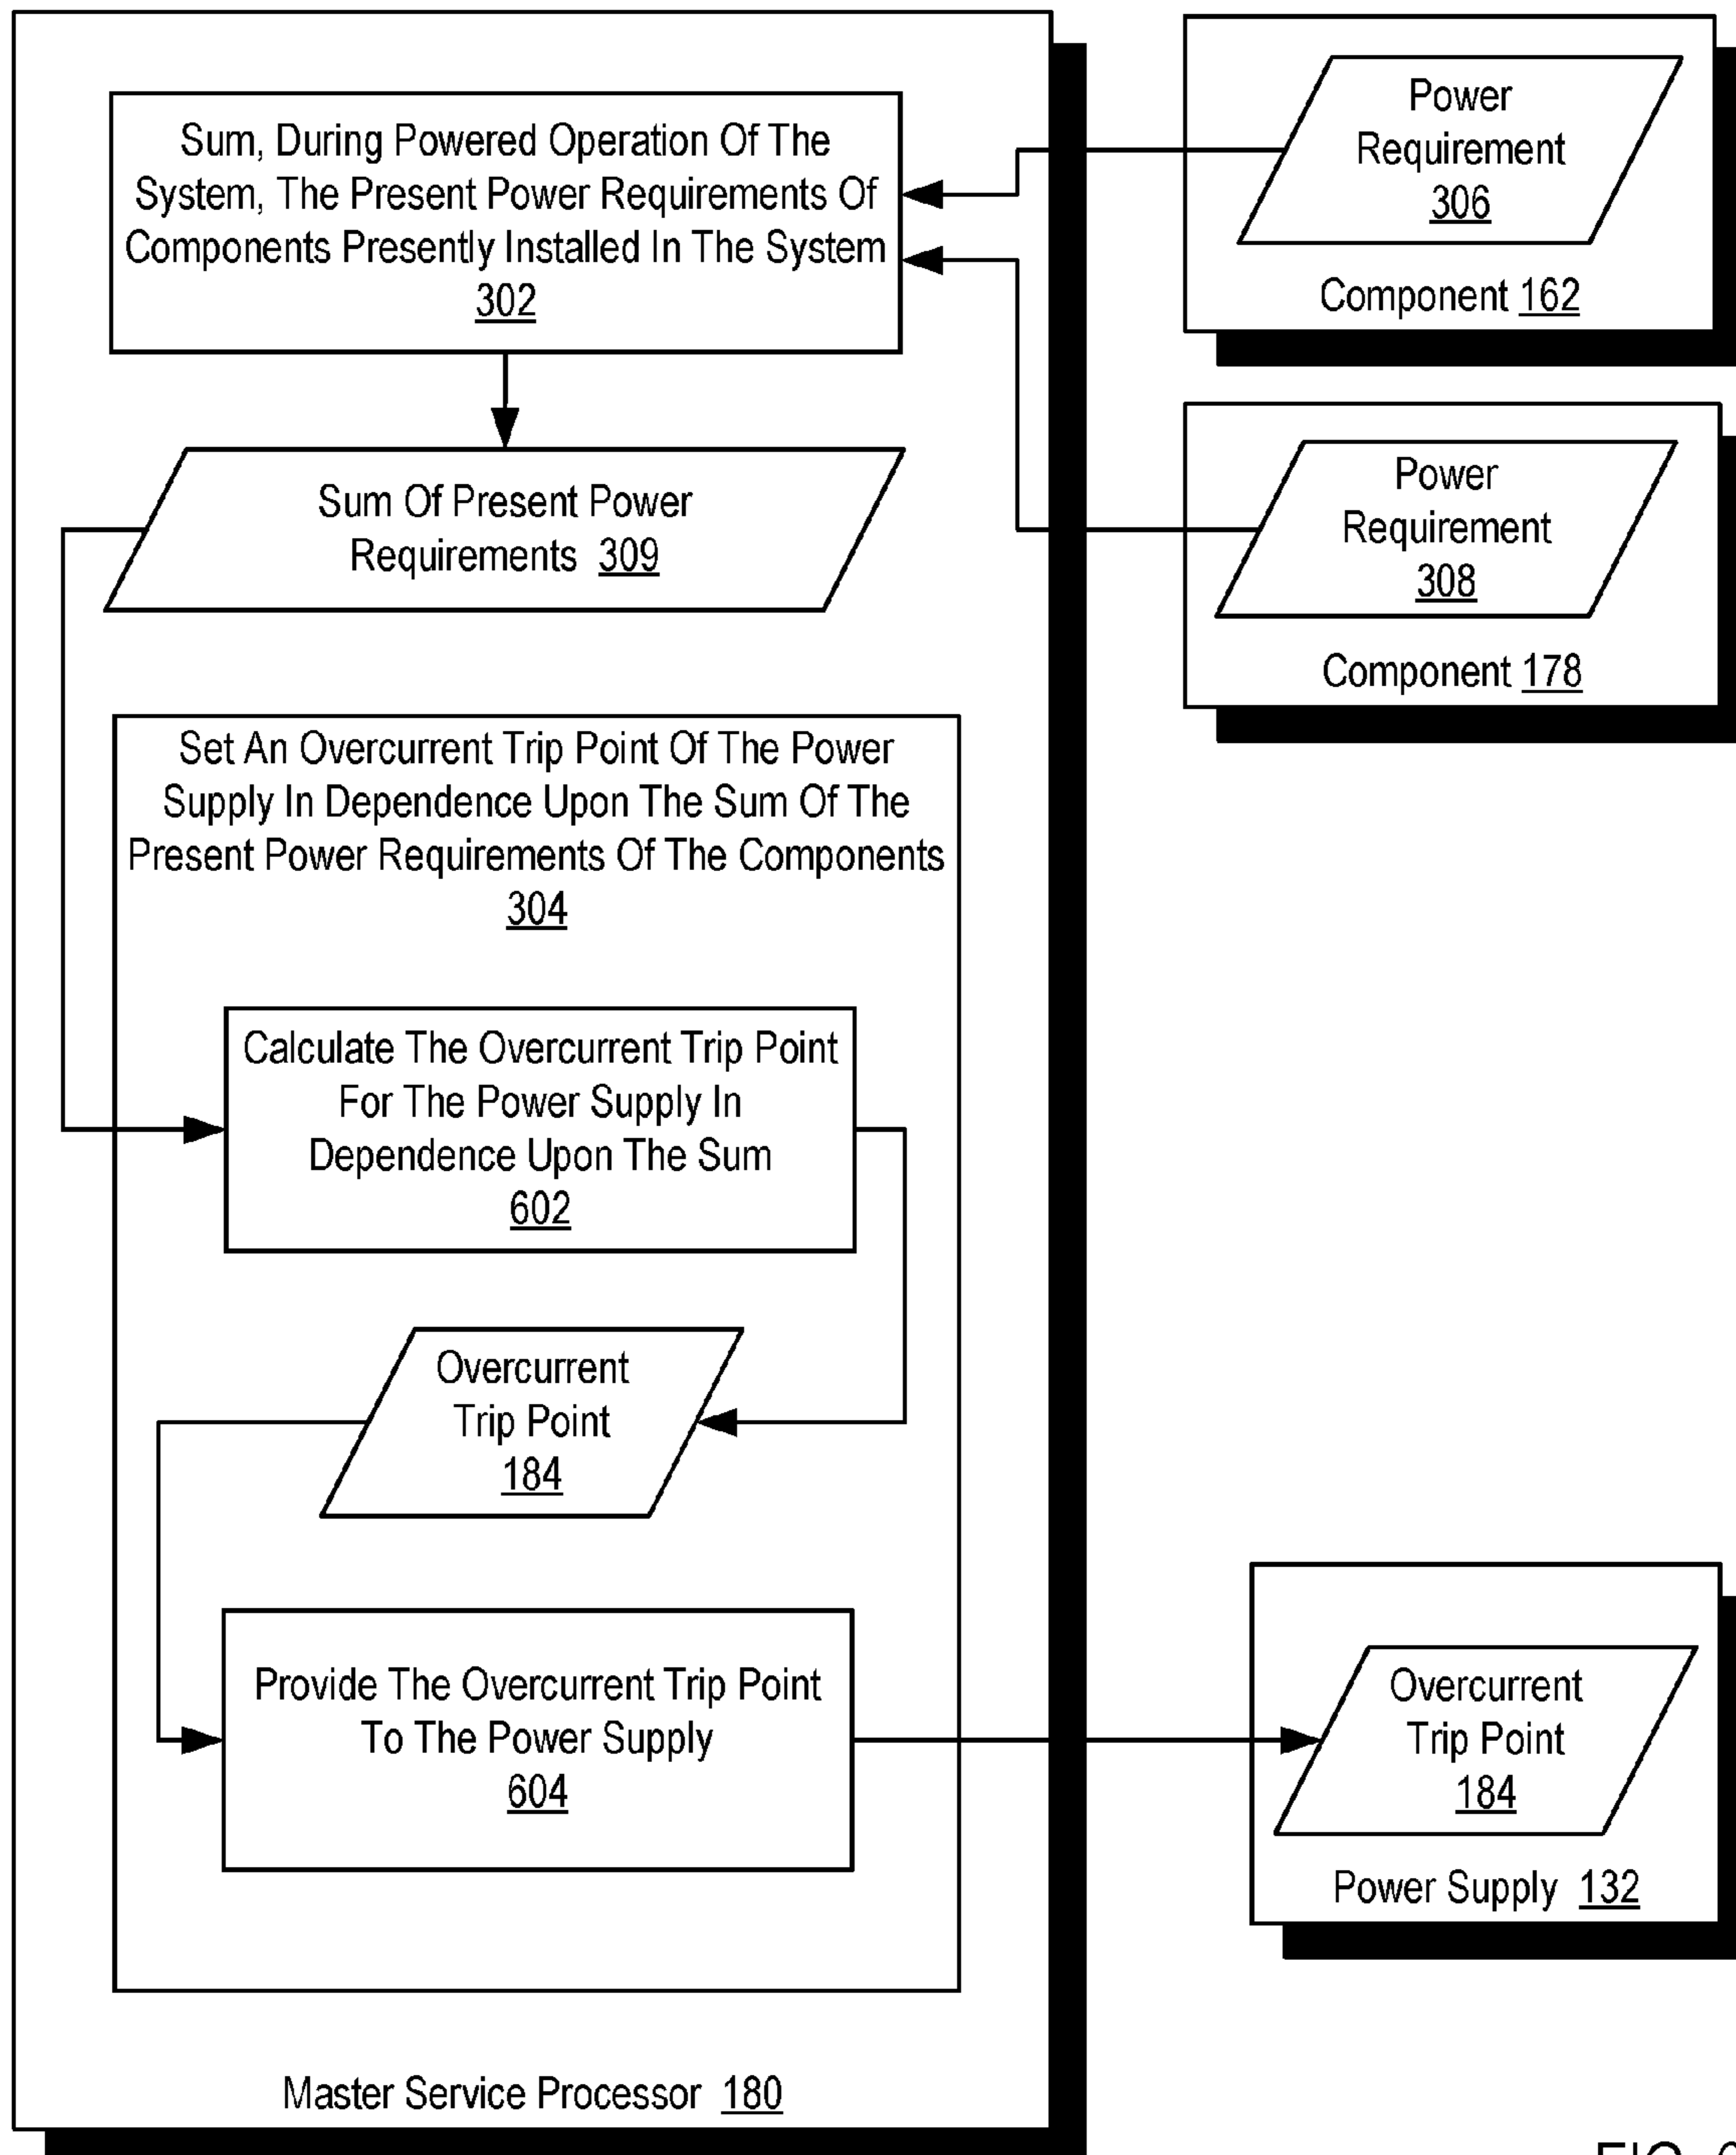 Sum, During Powered Operation Of The
System, The Present Power Requirements Of
Components Presently Installed In The System
302
Power
Requirement
306
Component 162
Sum Of Present Power
Requirements 309
Power
Requirement
308
Component 178
Set An Overcurrent Trip Point Of The Power
Supply In Dependence Upon The Sum Of The
Present Power Requirements Of The Components
304
Calculate The Overcurrent Trip Point
For The Power Supply In
Dependence Upon The Sum
602
Overcurrent
Trip Point
184
Provide The Overcurrent Trip Point
To The Power Supply
604
Overcurrent
Trip Point
184
Power Supply 132
Master Service Processor 180
FIG.